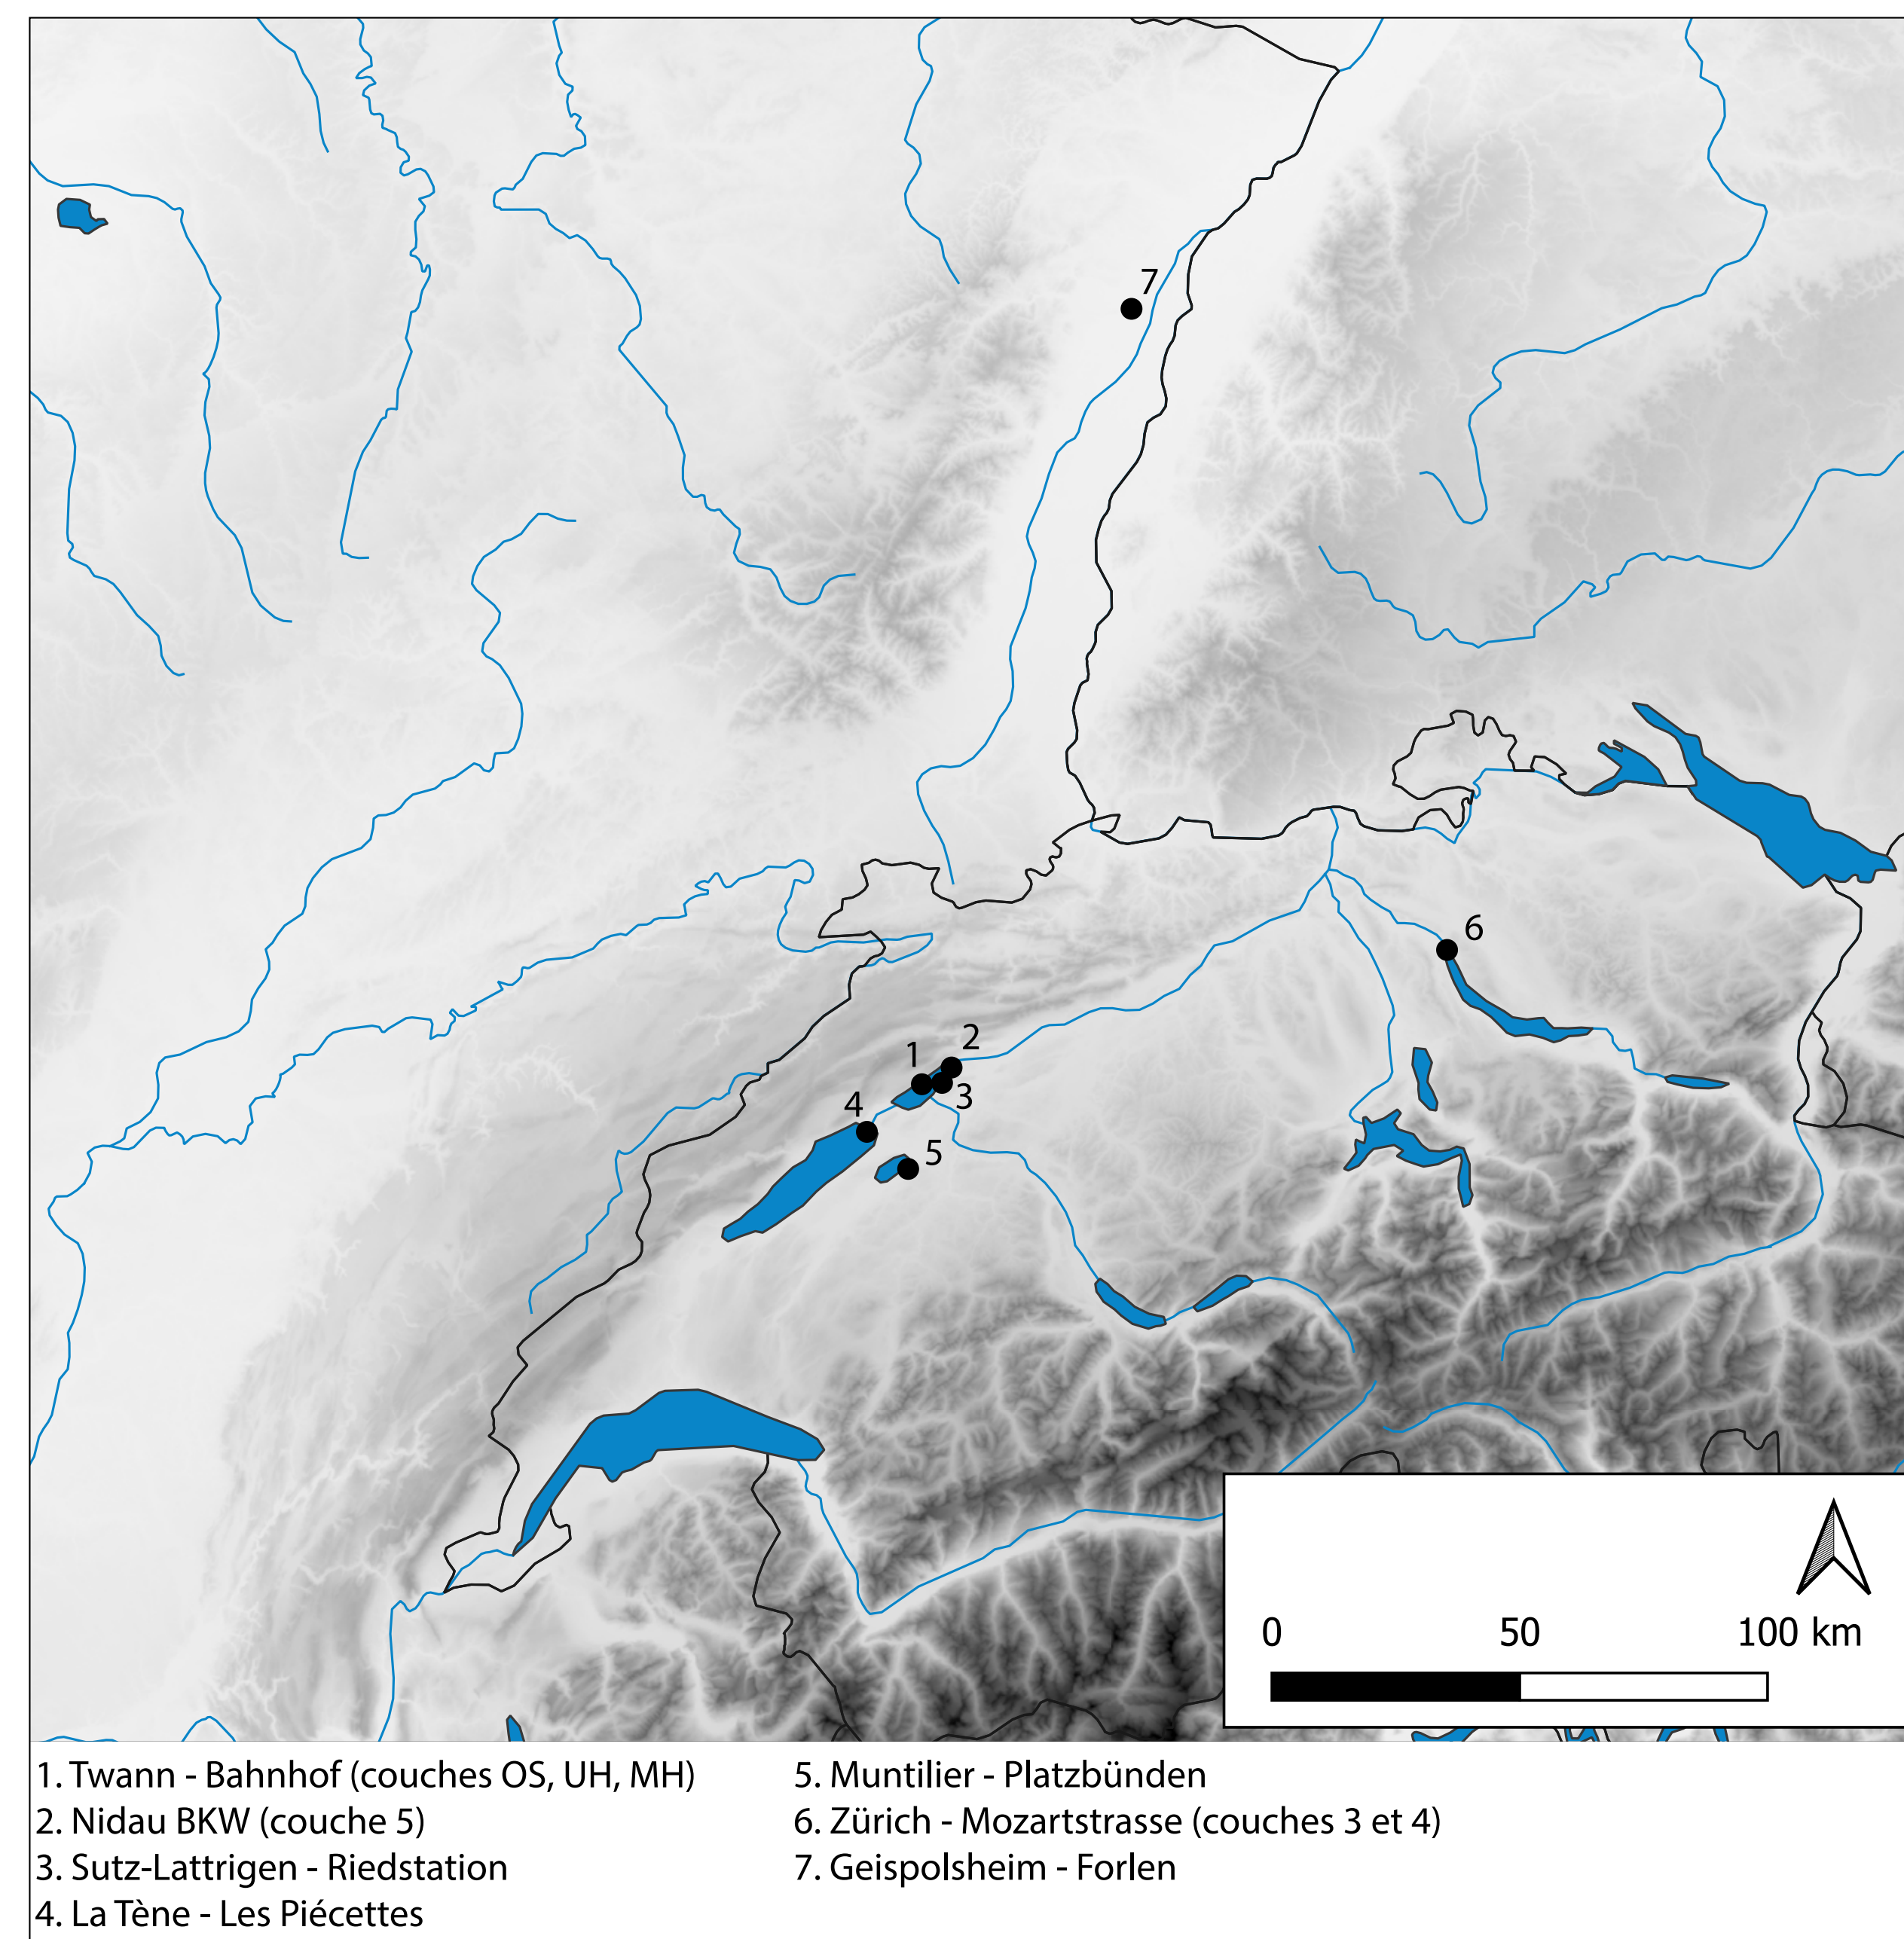 7
6
2
1
3
4
5
0 50 100 km
1. Twann - Bahnhof (couches OS, UH, MH)
2. Nidau BKW (couche 5)
3. Sutz-Lattrigen - Riedstation
4. La Tène - Les Piécettes
5. Muntilier - Platzbünden
6. Zürich - Mozartstrasse (couches 3 et 4)
7. Geispolsheim - Forlen